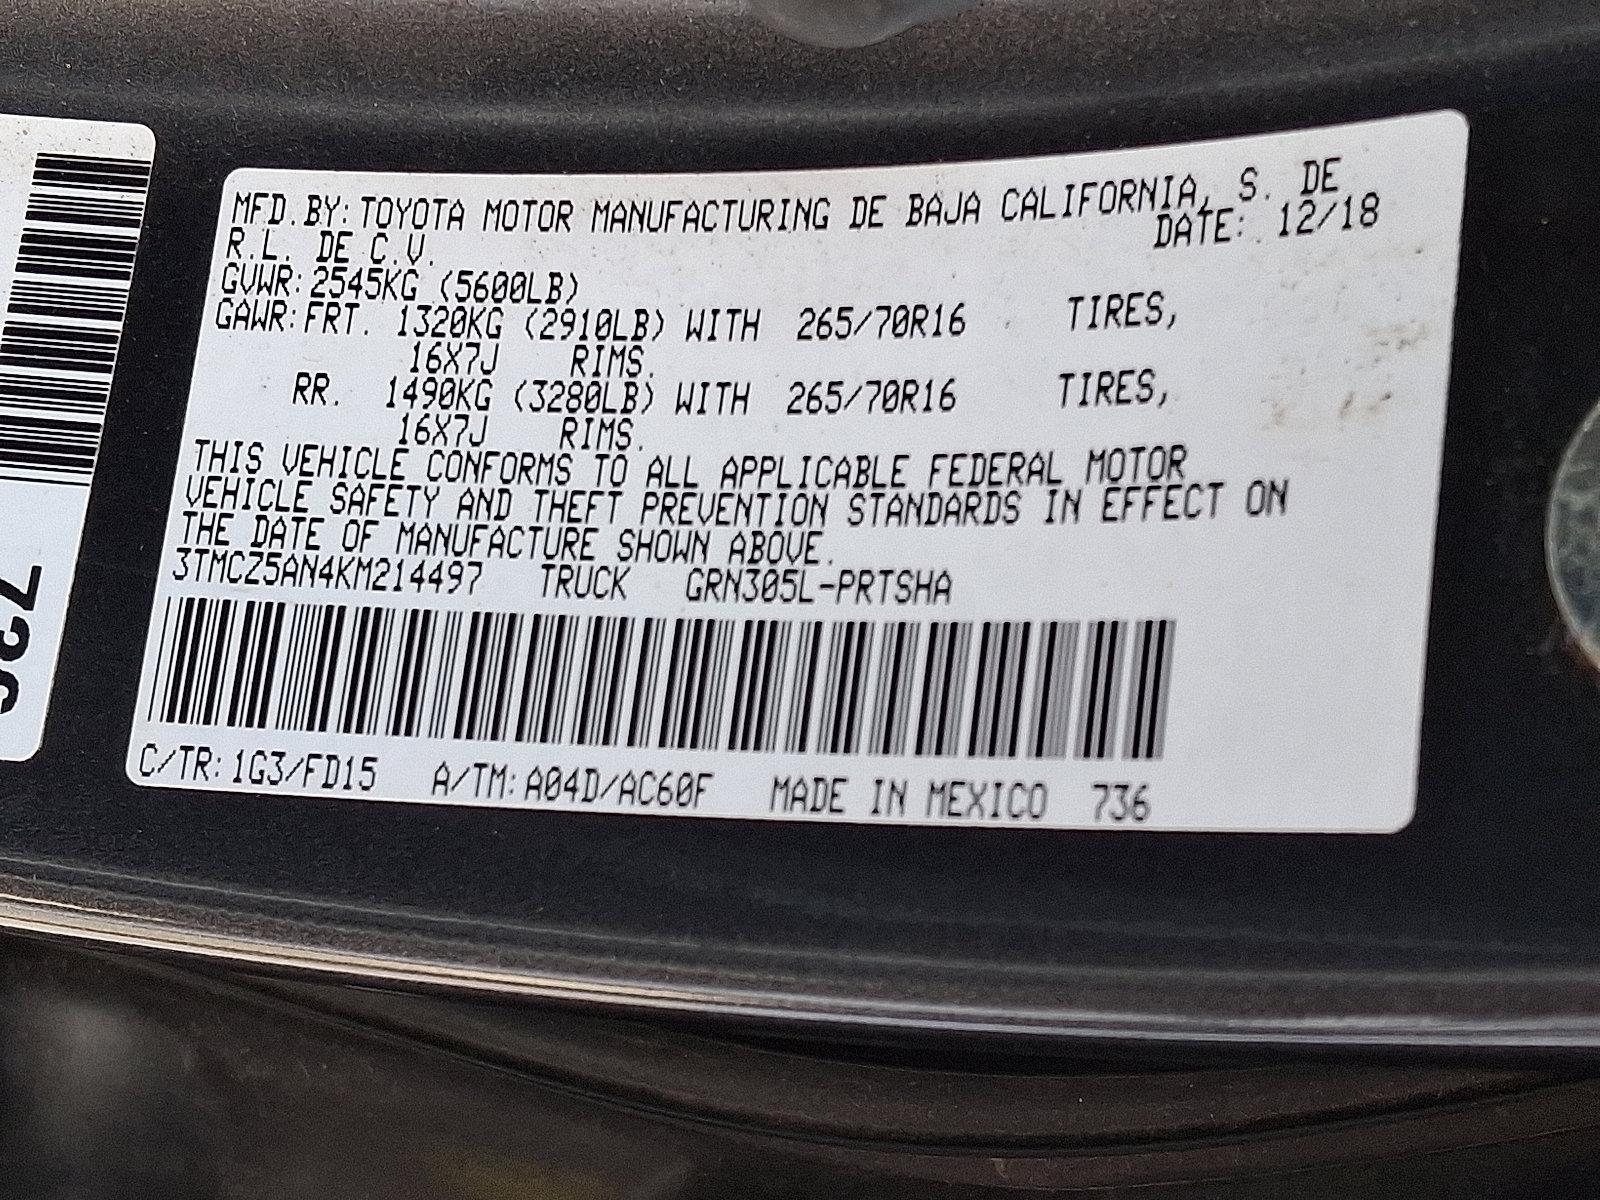 MFD.BY:TOYOTA MOTOR MANUFACTURING DE BAJA CALIFORNIA, S. DE
R.L. DE C.V. DATE: 12/18
GVWR:2545KG (5600LB)
GAWR:FRT. 1320KG (2910LB) WITH 265/70R16 TIRES,
16X7J RIMS.
RR. 1490KG (3280LB) WITH 265/70R16 TIRES,
16X7J RIMS.
THIS VEHICLE CONFORMS TO ALL APPLICABLE FEDERAL MOTOR
VEHICLE SAFETY AND THEFT PREVENTION STANDARDS IN EFFECT ON
THE DATE OF MANUFACTURE SHOWN ABOVE.
3TMCZ5AN4KM214497 TRUCK GRN305L-PRTSHA
C/TR:1G3/FD15 A/TM:A04D/AC60F MADE IN MEXICO 736